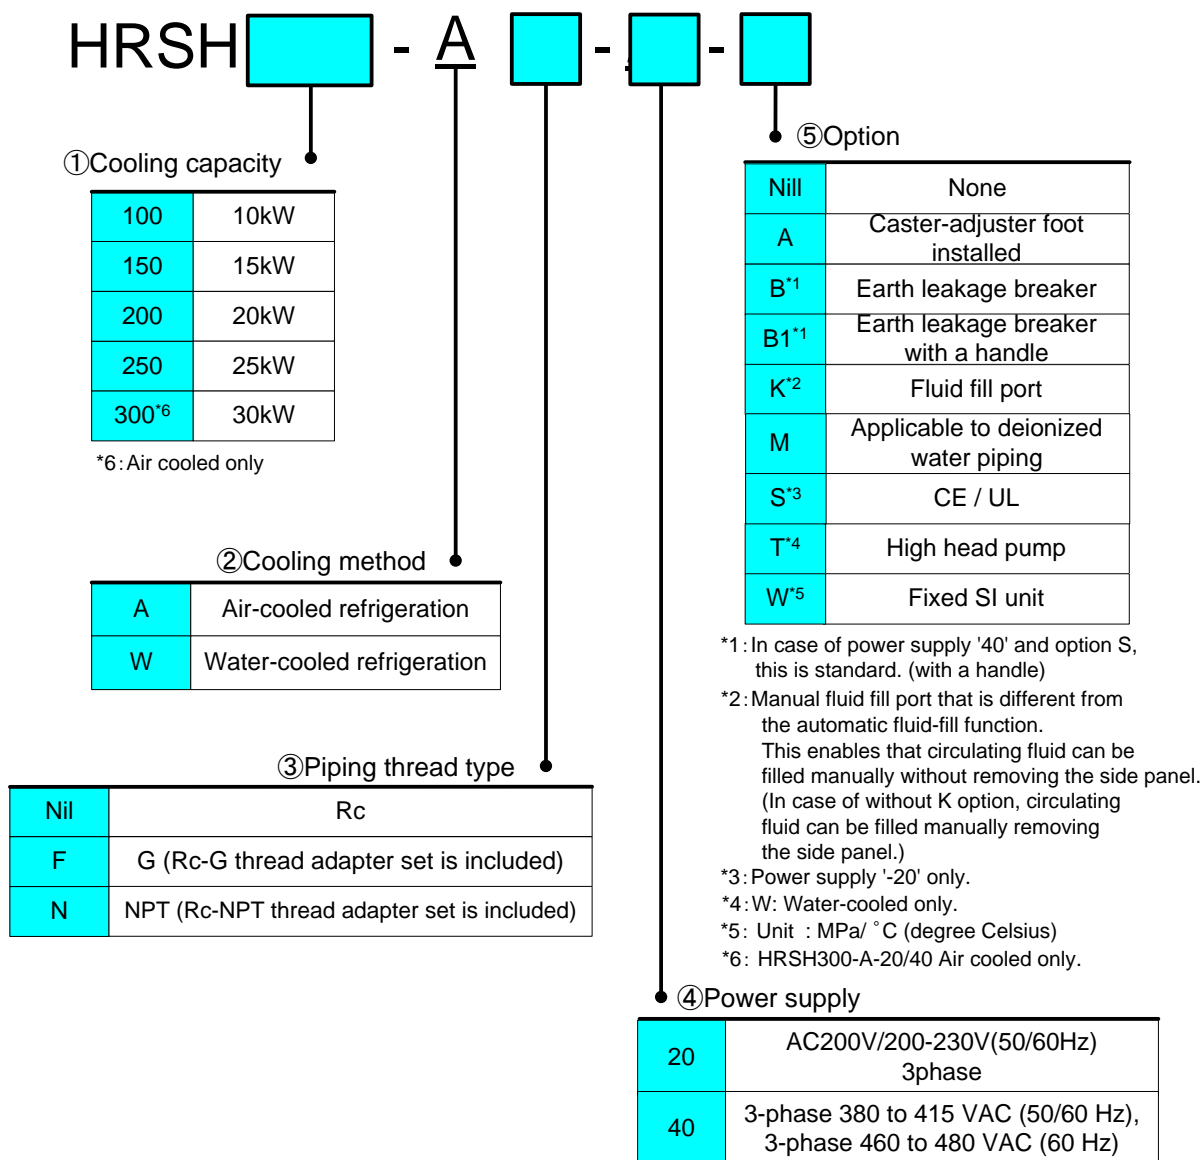 HRSH - A - -
①Cooling capacity
100 10kW
150 15kW
200 20kW
250 25kW
300*6 30kW
*6:Air cooled only
②Cooling method
A Air-cooled refrigeration
W Water-cooled refrigeration
③Piping thread type
Nil Rc
F G (Rc-G thread adapter set is included)
N NPT (Rc-NPT thread adapter set is included)
⑤Option
Nill None
A Caster-adjuster foot
installed
B*1 Earth leakage breaker
B1*1 Earth leakage breaker
with a handle
K*2 Fluid fill port
M Applicable to deionized
water piping
S*3 CE / UL
T*4 High head pump
W*5 Fixed SI unit
*1:In case of power supply '40' and option S,
this is standard. (with a handle)
*2:Manual fluid fill port that is different from
the automatic fluid-fill function.
This enables that circulating fluid can be
filled manually without removing the side panel.
(In case of without K option, circulating
fluid can be filled manually removing
the side panel.)
*3:Power supply '-20' only.
*4:W: Water-cooled only.
*5: Unit : MPa/ °C (degree Celsius)
*6: HRSH300-A-20/40 Air cooled only.
④Power supply
20 AC200V/200-230V(50/60Hz)
3phase
40 3-phase 380 to 415 VAC (50/60 Hz),
3-phase 460 to 480 VAC (60 Hz)